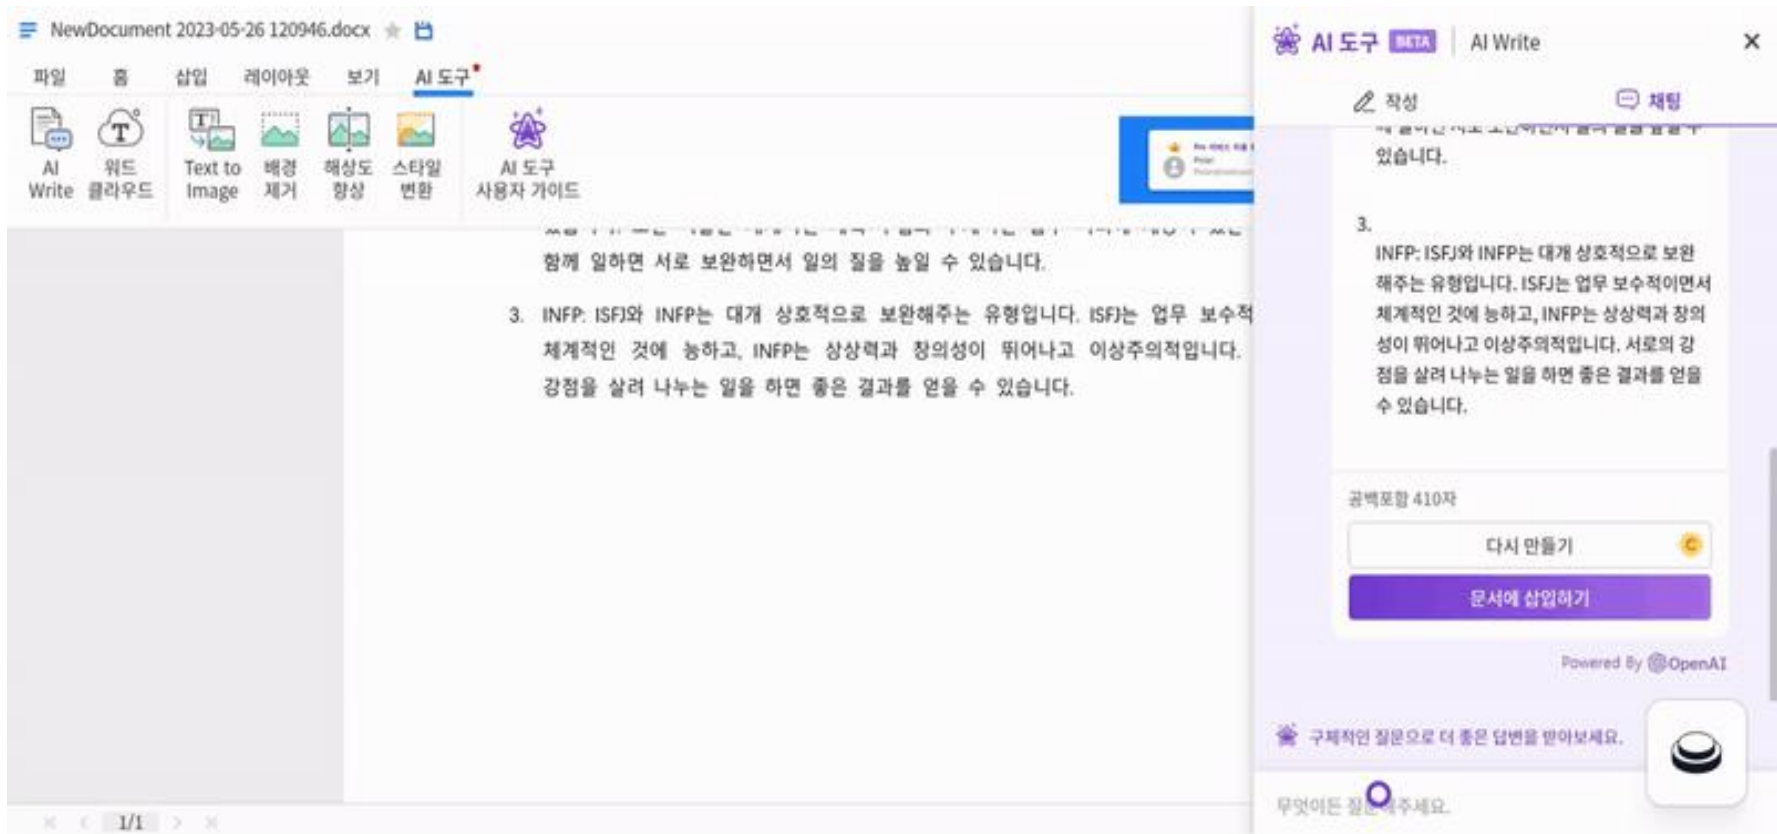 NewDocument 2023-05-26 120946.docx
파일 홈 삽입 레이아웃 보기 AI 도구
AI Write
워드 클라우드
Text to Image
배경 제거
해상도 향상
스타일 변환
AI 도구 사용자 가이드
함께 일하면 서로 보완하면서 일의 질을 높일 수 있습니다.
3. INFP: ISFJ와 INFP는 대개 상호적으로 보완해주는 유형입니다. ISFJ는 업무 보수적
체계적인 것에 능하고, INFP는 상상력과 창의성이 뛰어나고 이상주의적입니다.
강점을 살려 나누는 일을 하면 좋은 결과를 얻을 수 있습니다.
1/1
AI 도구 BETA AI Write
작성 채팅
있습니다.
3.
INFP: ISFJ와 INFP는 대개 상호적으로 보완
해주는 유형입니다. ISFJ는 업무 보수적이면서
체계적인 것에 능하고, INFP는 상상력과 창의
성이 뛰어나고 이상주의적입니다. 서로의 강
점을 살려 나누는 일을 하면 좋은 결과를 얻을
수 있습니다.
공백포함 410자
다시 만들기
문서에 삽입하기
Powered By OpenAI
구체적인 질문으로 더 좋은 답변을 받아보세요.
무엇이든 주세요.